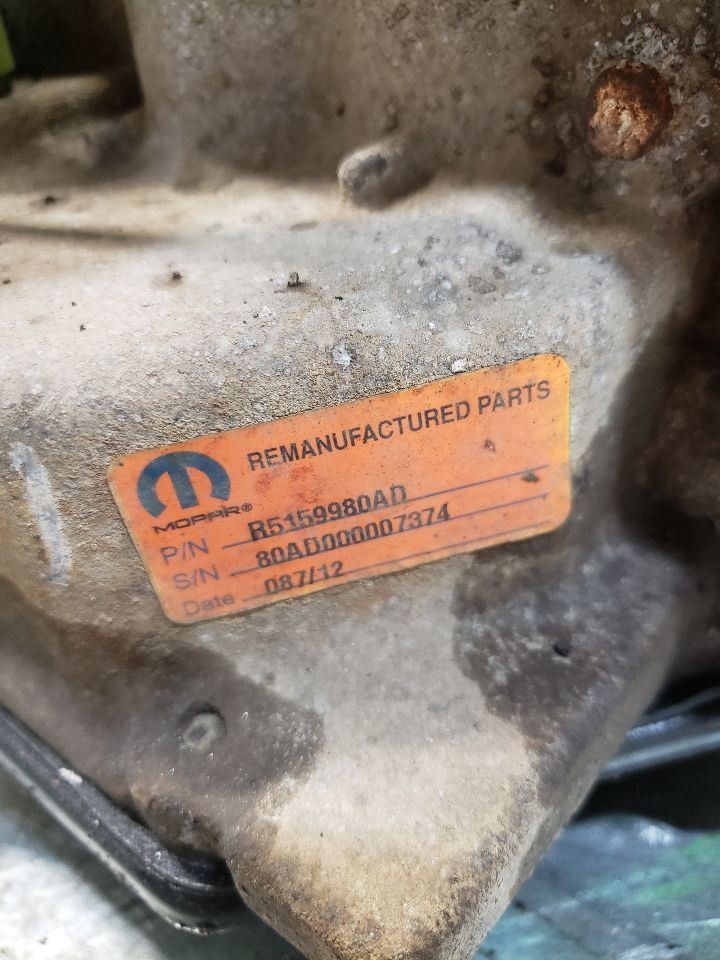 REMANUFACTURED PARTS
MOPAR®
P/N R5159980AD
S/N 80AD000007374
Date 087/12